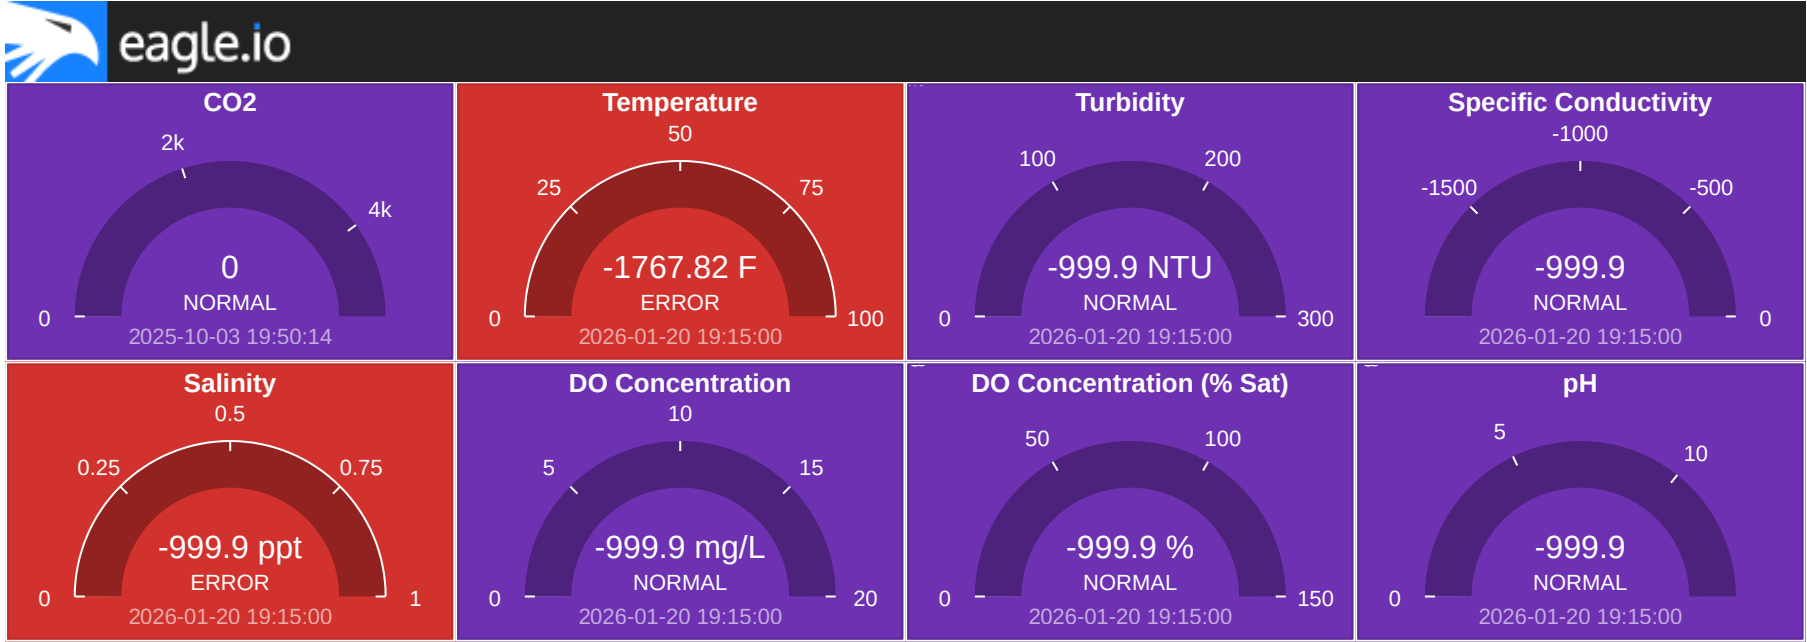 eagle.io
CO2
2k
4k
0
0
NORMAL
2025-10-03 19:50:14
Temperature
50
25
75
-1767.82 F
ERROR
0
100
2026-01-20 19:15:00
Turbidity
100
200
-999.9 NTU
NORMAL
0
300
2026-01-20 19:15:00
Specific Conductivity
-1000
-1500
-500
-999.9
NORMAL
0
2026-01-20 19:15:00
Salinity
0.5
0.25
0.75
-999.9 ppt
ERROR
0
1
2026-01-20 19:15:00
DO Concentration
10
5
15
-999.9 mg/L
NORMAL
0
20
2026-01-20 19:15:00
DO Concentration (% Sat)
50
100
-999.9 %
NORMAL
0
150
2026-01-20 19:15:00
pH
5
10
-999.9
NORMAL
0
2026-01-20 19:15:00